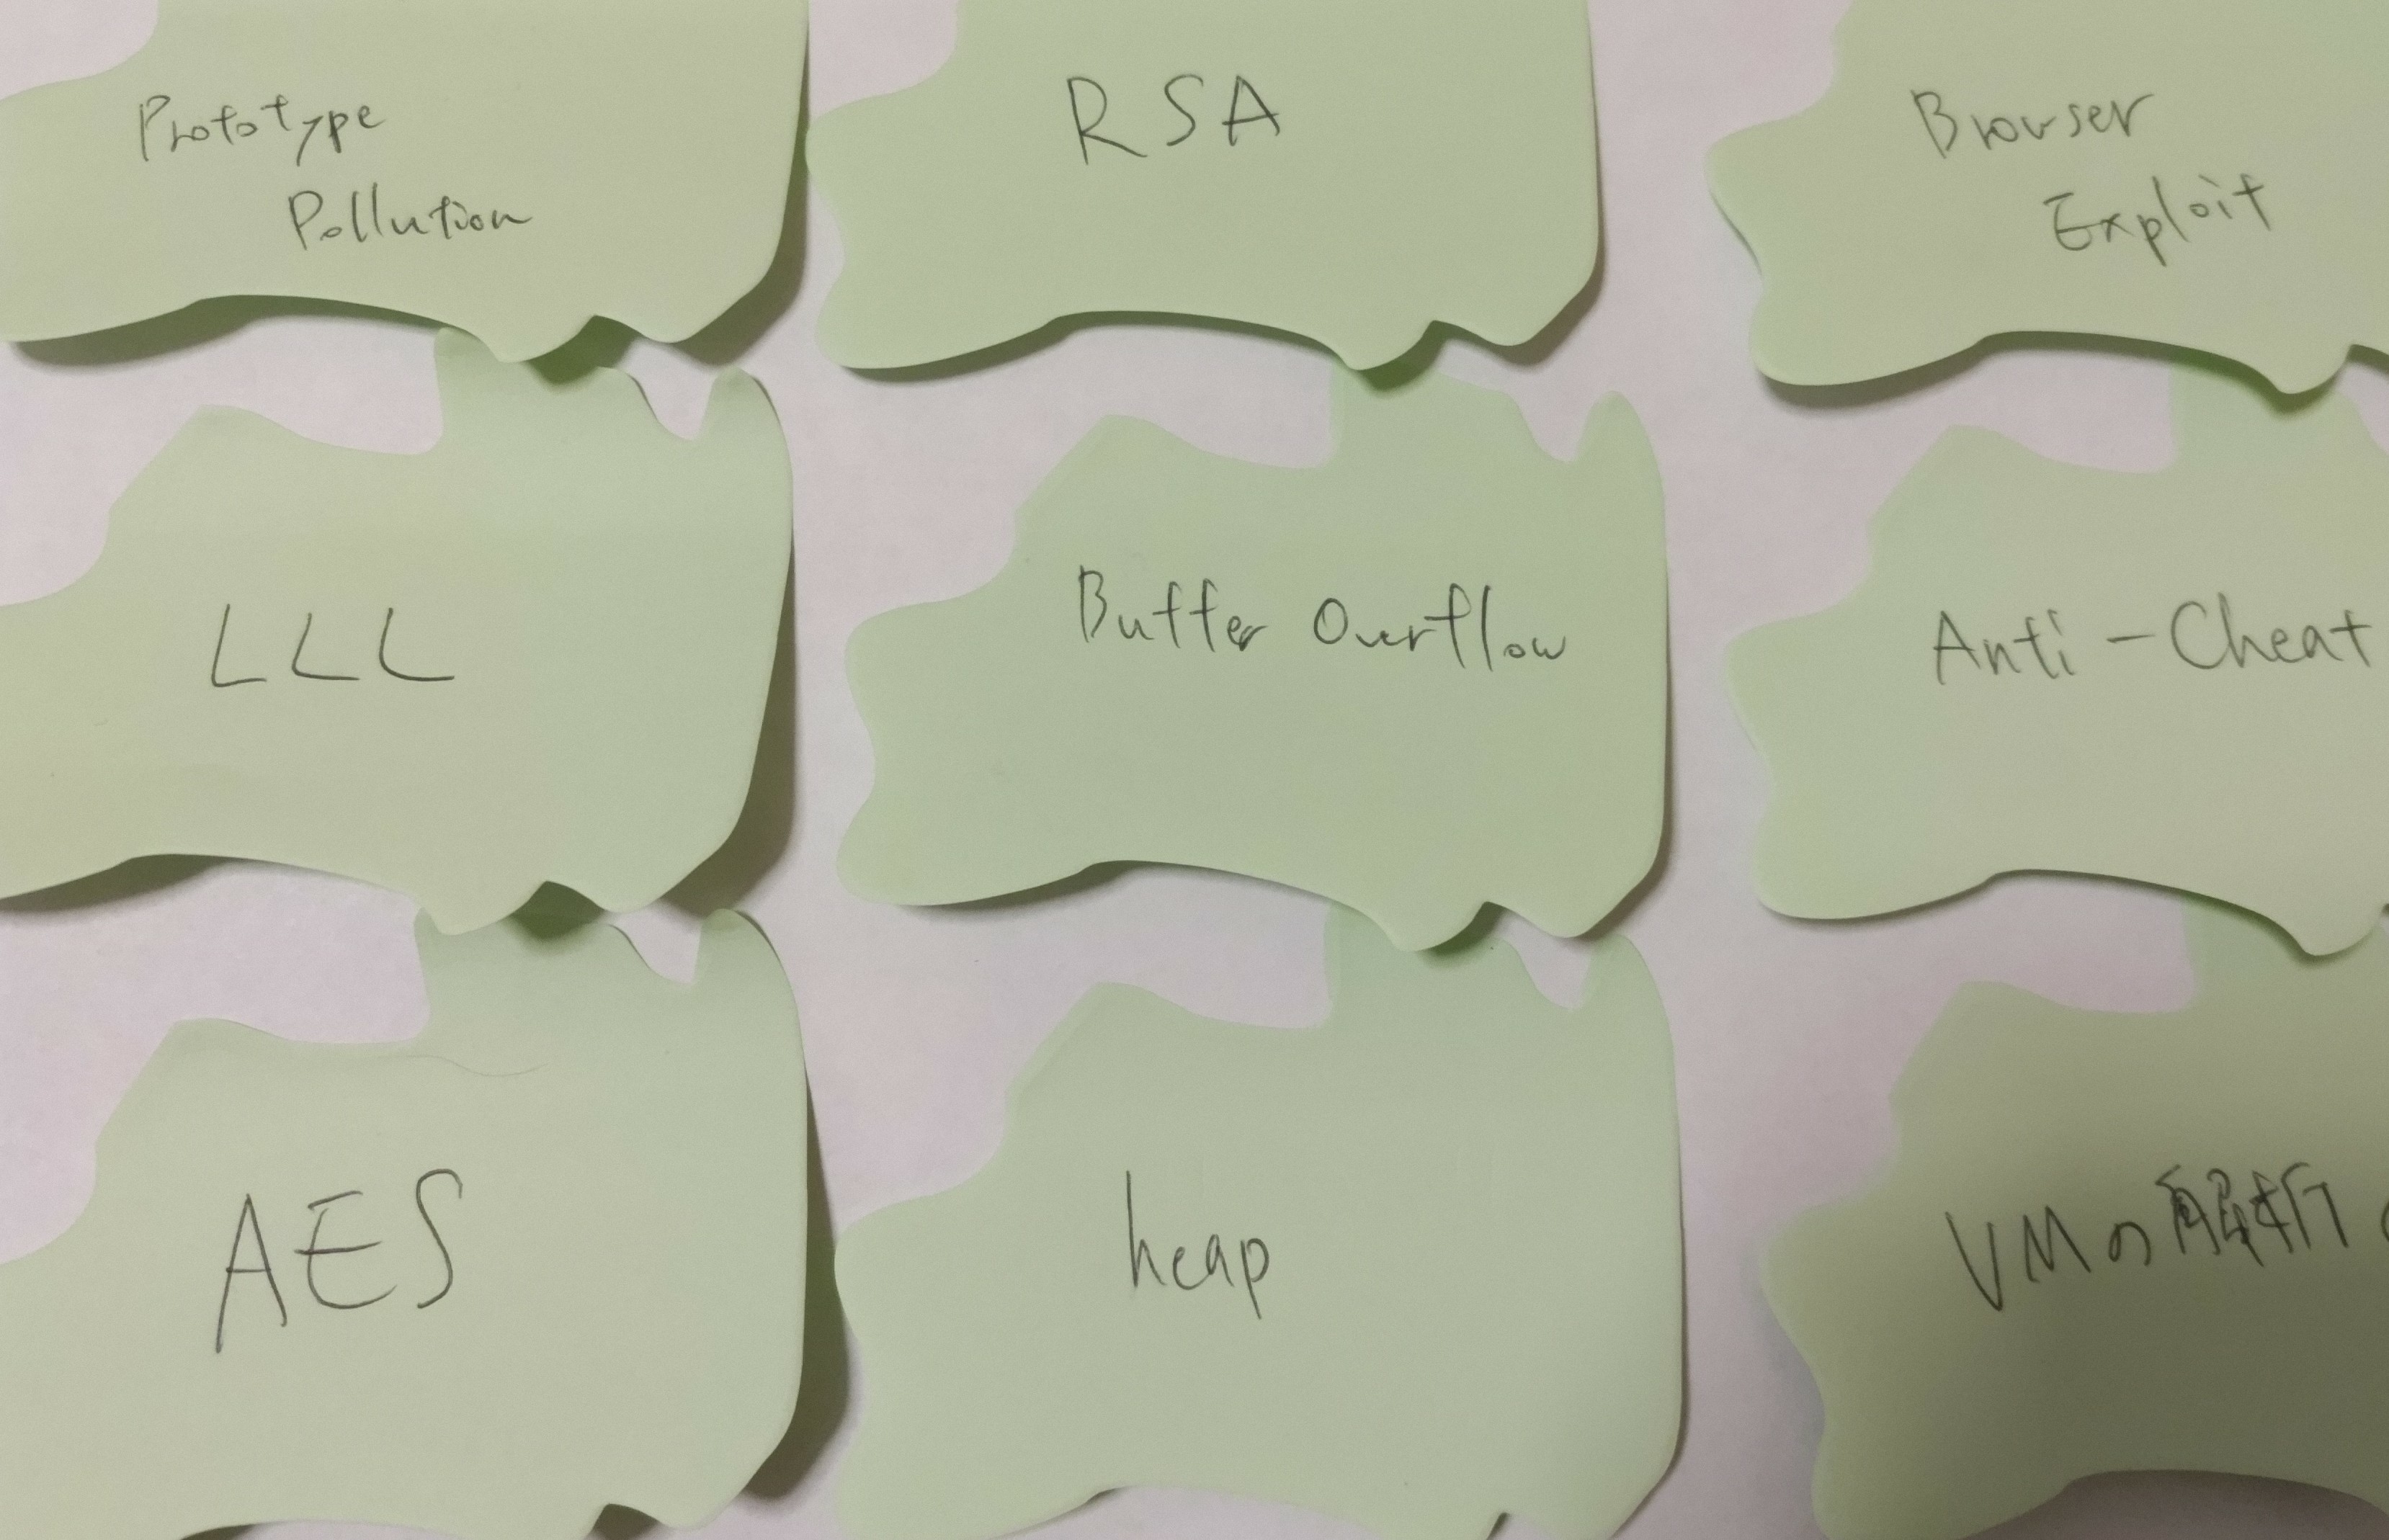 Prototype
Pollution
RSA
Browser
Exploit
LLL
Buffer Overflow
Anti-Cheat
AES
heap
VMの解析